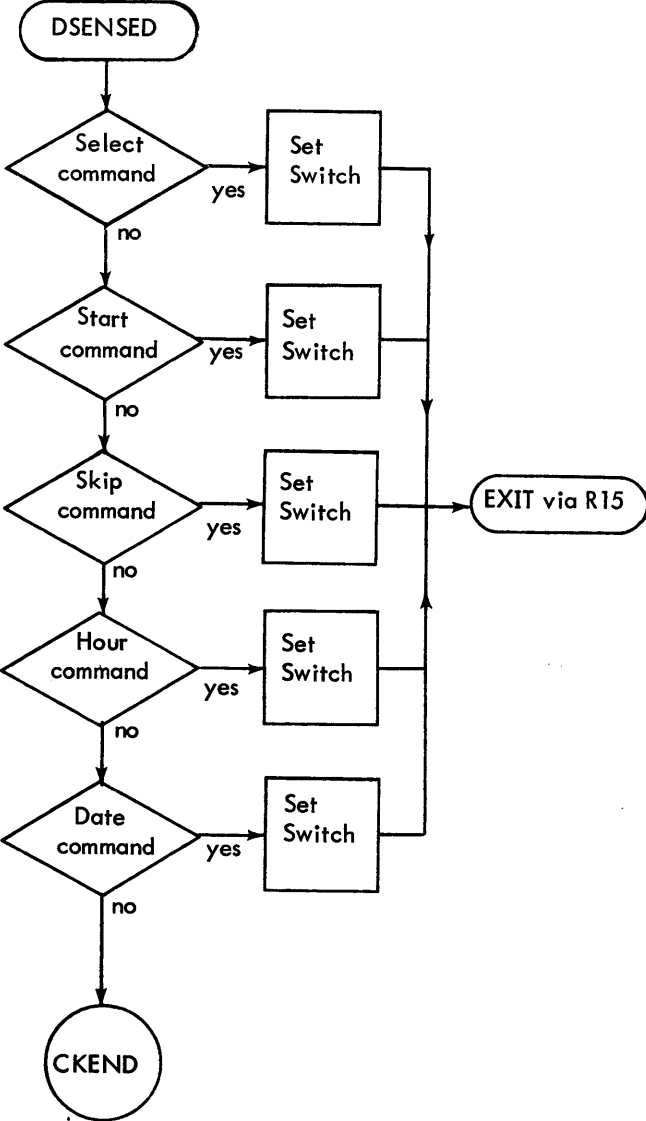 DSENSED
Select
command
yes
Set
Switch
no
Start
command
yes
Set
Switch
no
Skip
command
yes
Set
Switch
EXIT via R15
no
Hour
command
yes
Set
Switch
no
Date
command
yes
Set
Switch
no
CKEND